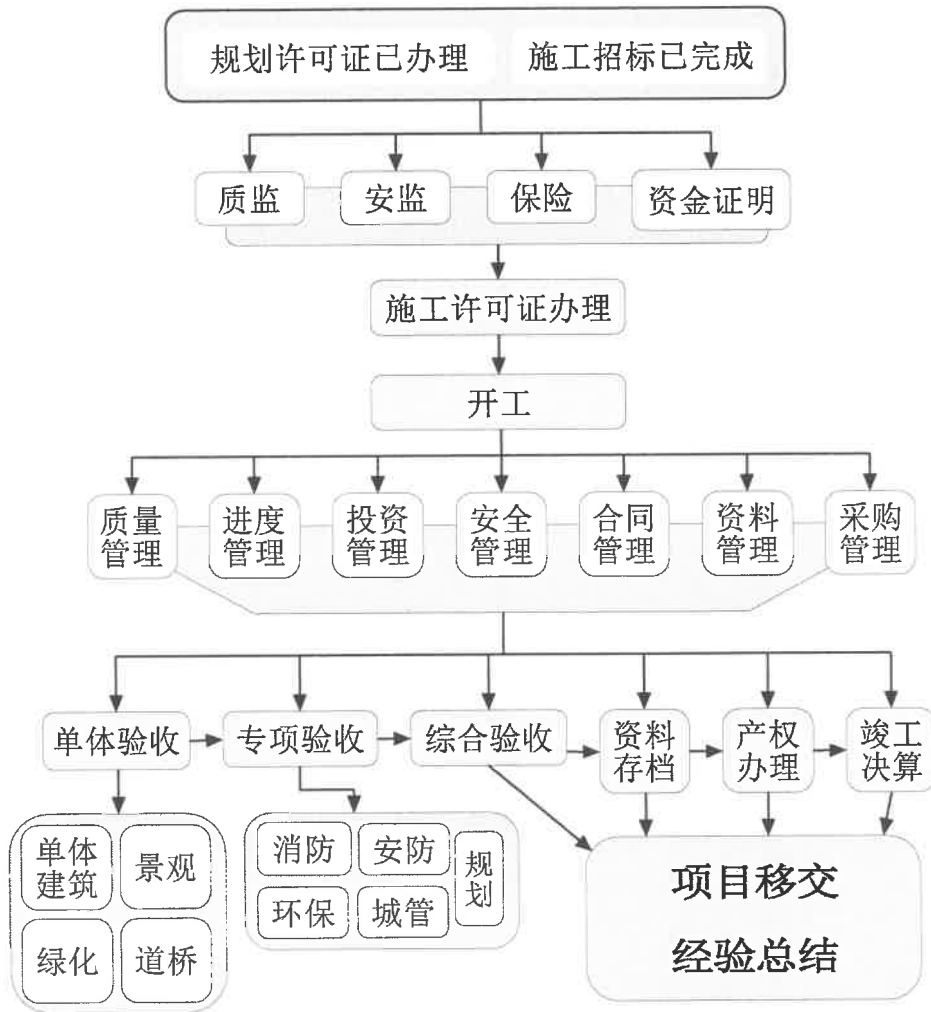 规划许可证已办理 施工招标已完成
质监 安监 保险 资金证明
施工许可证办理
开工
质量管理 进度管理 投资管理 安全管理 合同管理 资料管理 采购管理
单体验收 专项验收 综合验收 资料存档 产权办理 竣工决算
单体建筑 景观
绿化 道桥
消防 安防 规划
环保 城管
项目移交
经验总结